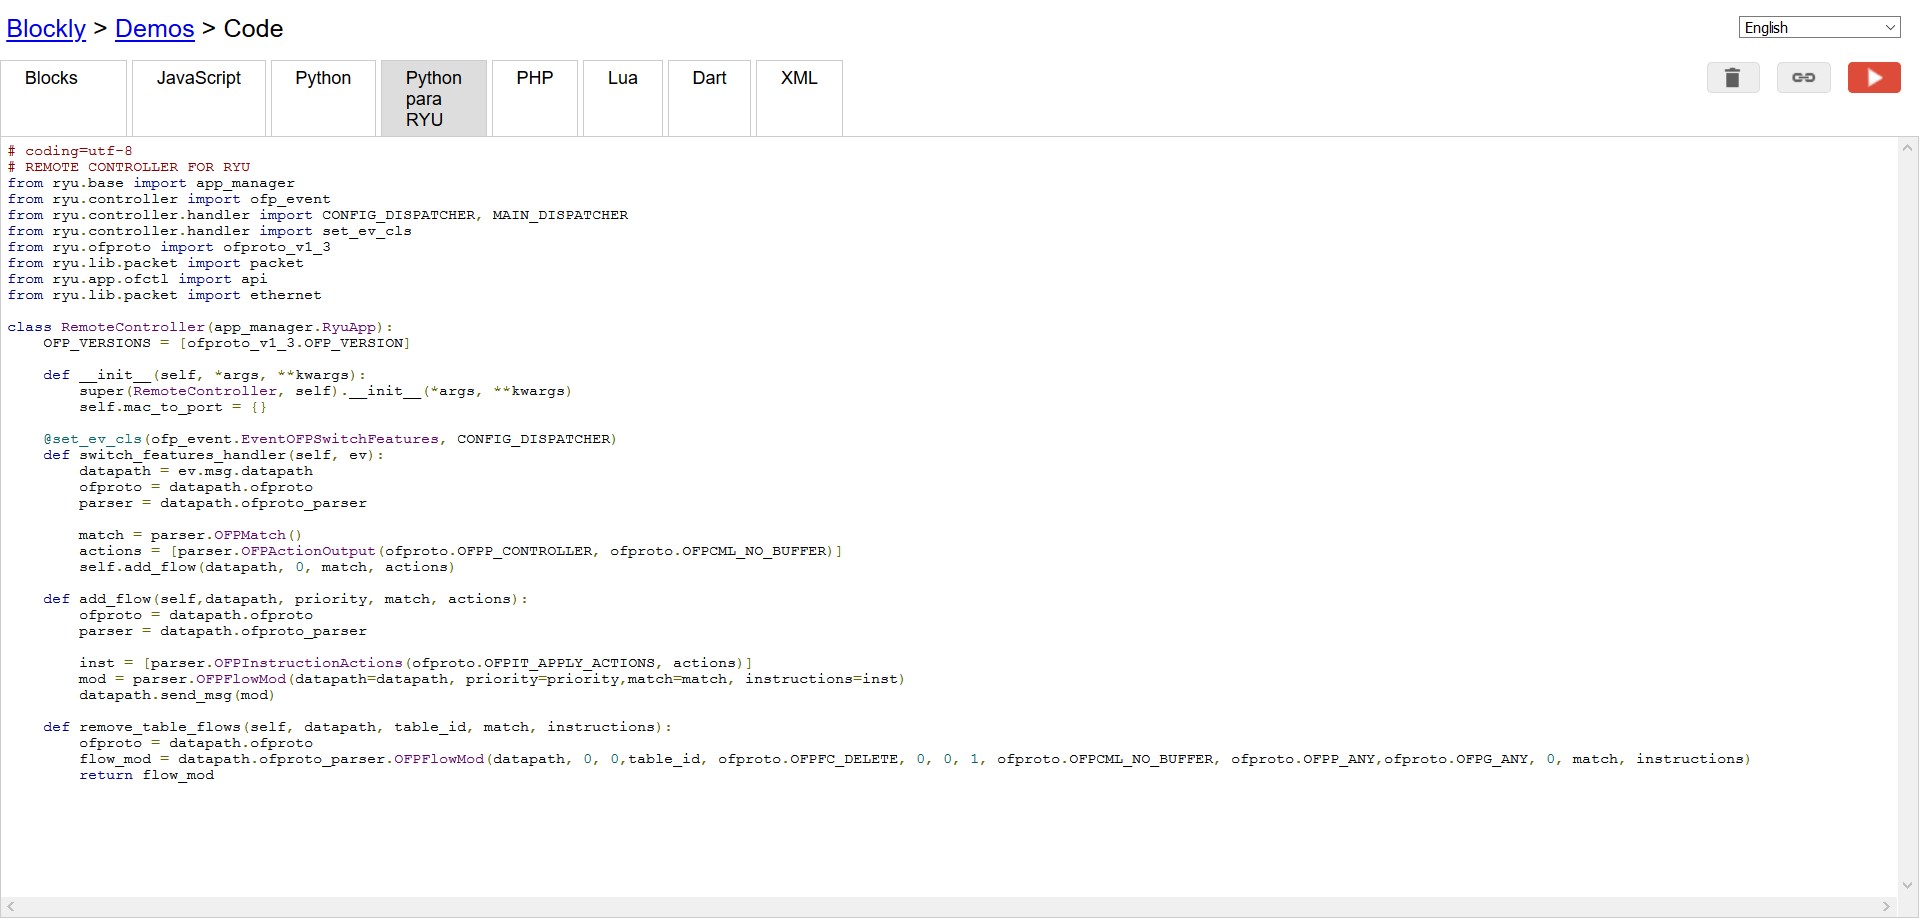 Blockly > Demos > Code
English
Blocks
JavaScript
Python
Python
para
RYU
PHP
Lua
Dart
XML
# coding=utf-8
# REMOTE CONTROLLER FOR RYU
from ryu.base import app_manager
from ryu.controller import ofp_event
from ryu.controller.handler import CONFIG_DISPATCHER, MAIN_DISPATCHER
from ryu.controller.handler import set_ev_cls
from ryu.ofproto import ofproto_v1_3
from ryu.lib.packet import packet
from ryu.app.ofctl import api
from ryu.lib.packet import ethernet

class RemoteController(app_manager.RyuApp):
    OFP_VERSIONS = [ofproto_v1_3.OFP_VERSION]

    def __init__(self, *args, **kwargs):
        super(RemoteController, self).__init__(*args, **kwargs)
        self.mac_to_port = {}

    @set_ev_cls(ofp_event.EventOFPSwitchFeatures, CONFIG_DISPATCHER)
    def switch_features_handler(self, ev):
        datapath = ev.msg.datapath
        ofproto = datapath.ofproto
        parser = datapath.ofproto_parser

        match = parser.OFPMatch()
        actions = [parser.OFPActionOutput(ofproto.OFPP_CONTROLLER, ofproto.OFPCML_NO_BUFFER)]
        self.add_flow(datapath, 0, match, actions)

    def add_flow(self,datapath, priority, match, actions):
        ofproto = datapath.ofproto
        parser = datapath.ofproto_parser

        inst = [parser.OFPInstructionActions(ofproto.OFPIT_APPLY_ACTIONS, actions)]
        mod = parser.OFPFlowMod(datapath=datapath, priority=priority,match=match, instructions=inst)
        datapath.send_msg(mod)

    def remove_table_flows(self, datapath, table_id, match, instructions):
        ofproto = datapath.ofproto
        flow_mod = datapath.ofproto_parser.OFPFlowMod(datapath, 0, 0,table_id, ofproto.OFPFC_DELETE, 0, 0, 1, ofproto.OFPCML_NO_BUFFER, ofproto.OFPP_ANY,ofproto.OFPG_ANY, 0, match, instructions)
        return flow_mod